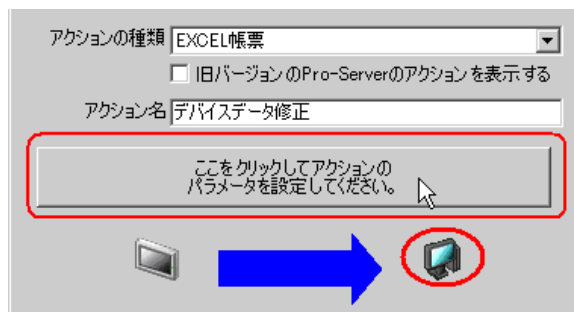 アクションの種類 EXCEL帳票
旧バージョンのPro-Serverのアクションを表示する
アクション名 デバイスデータ修正
ここをクリックしてアクションの
パラメータを設定してください。